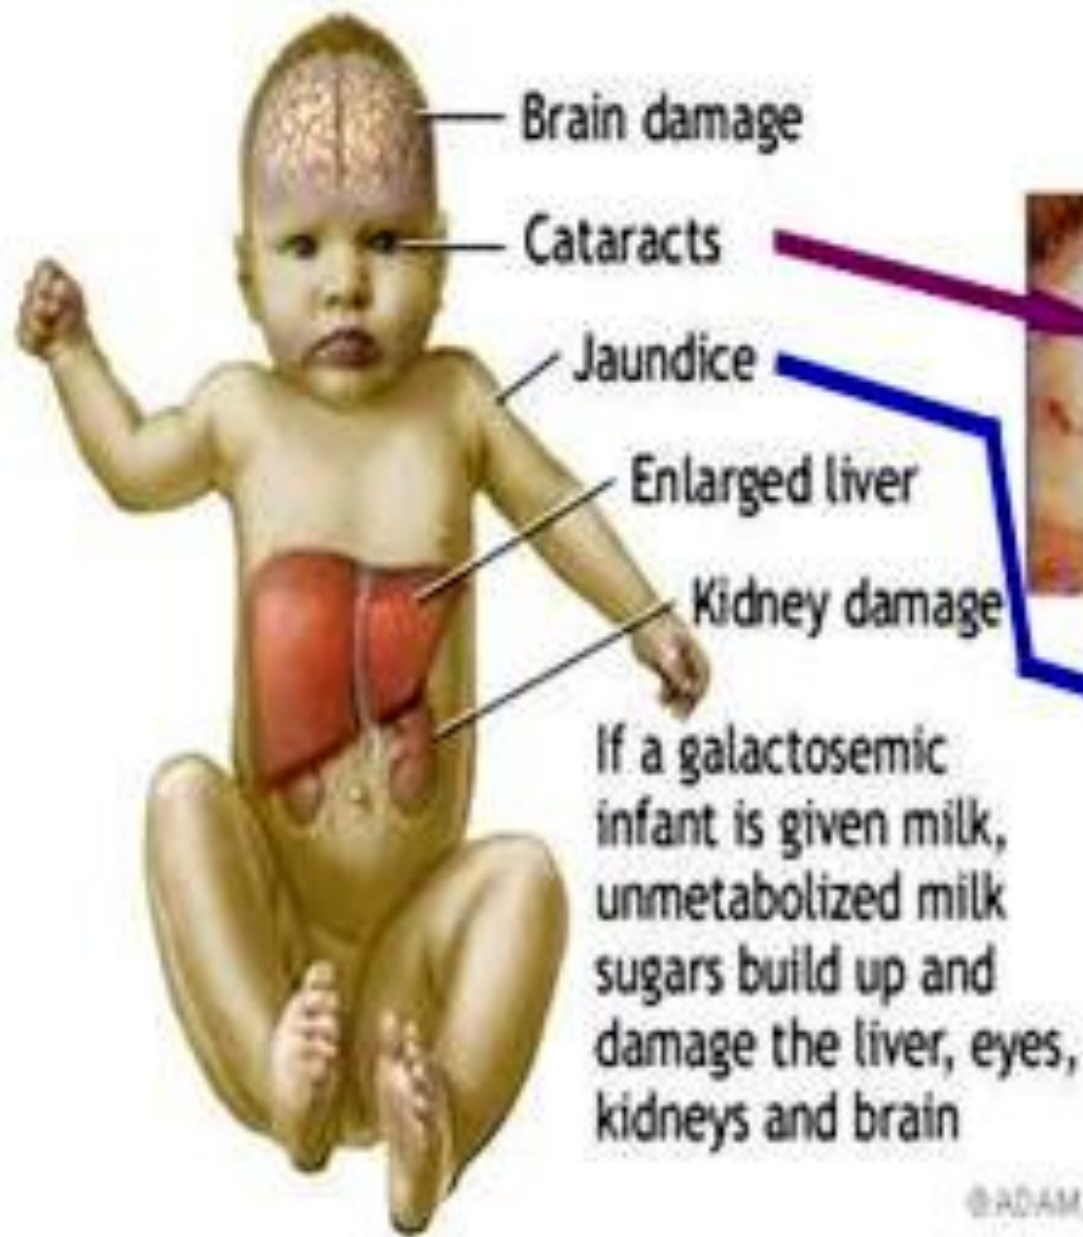 Brain damage
Cataracts
Jaundice
Enlarged liver
Kidney damage
If a galactosemic
infant is given milk,
unmetabolized milk
sugars build up and
damage the liver, eyes,
kidneys and brain
©ADAM